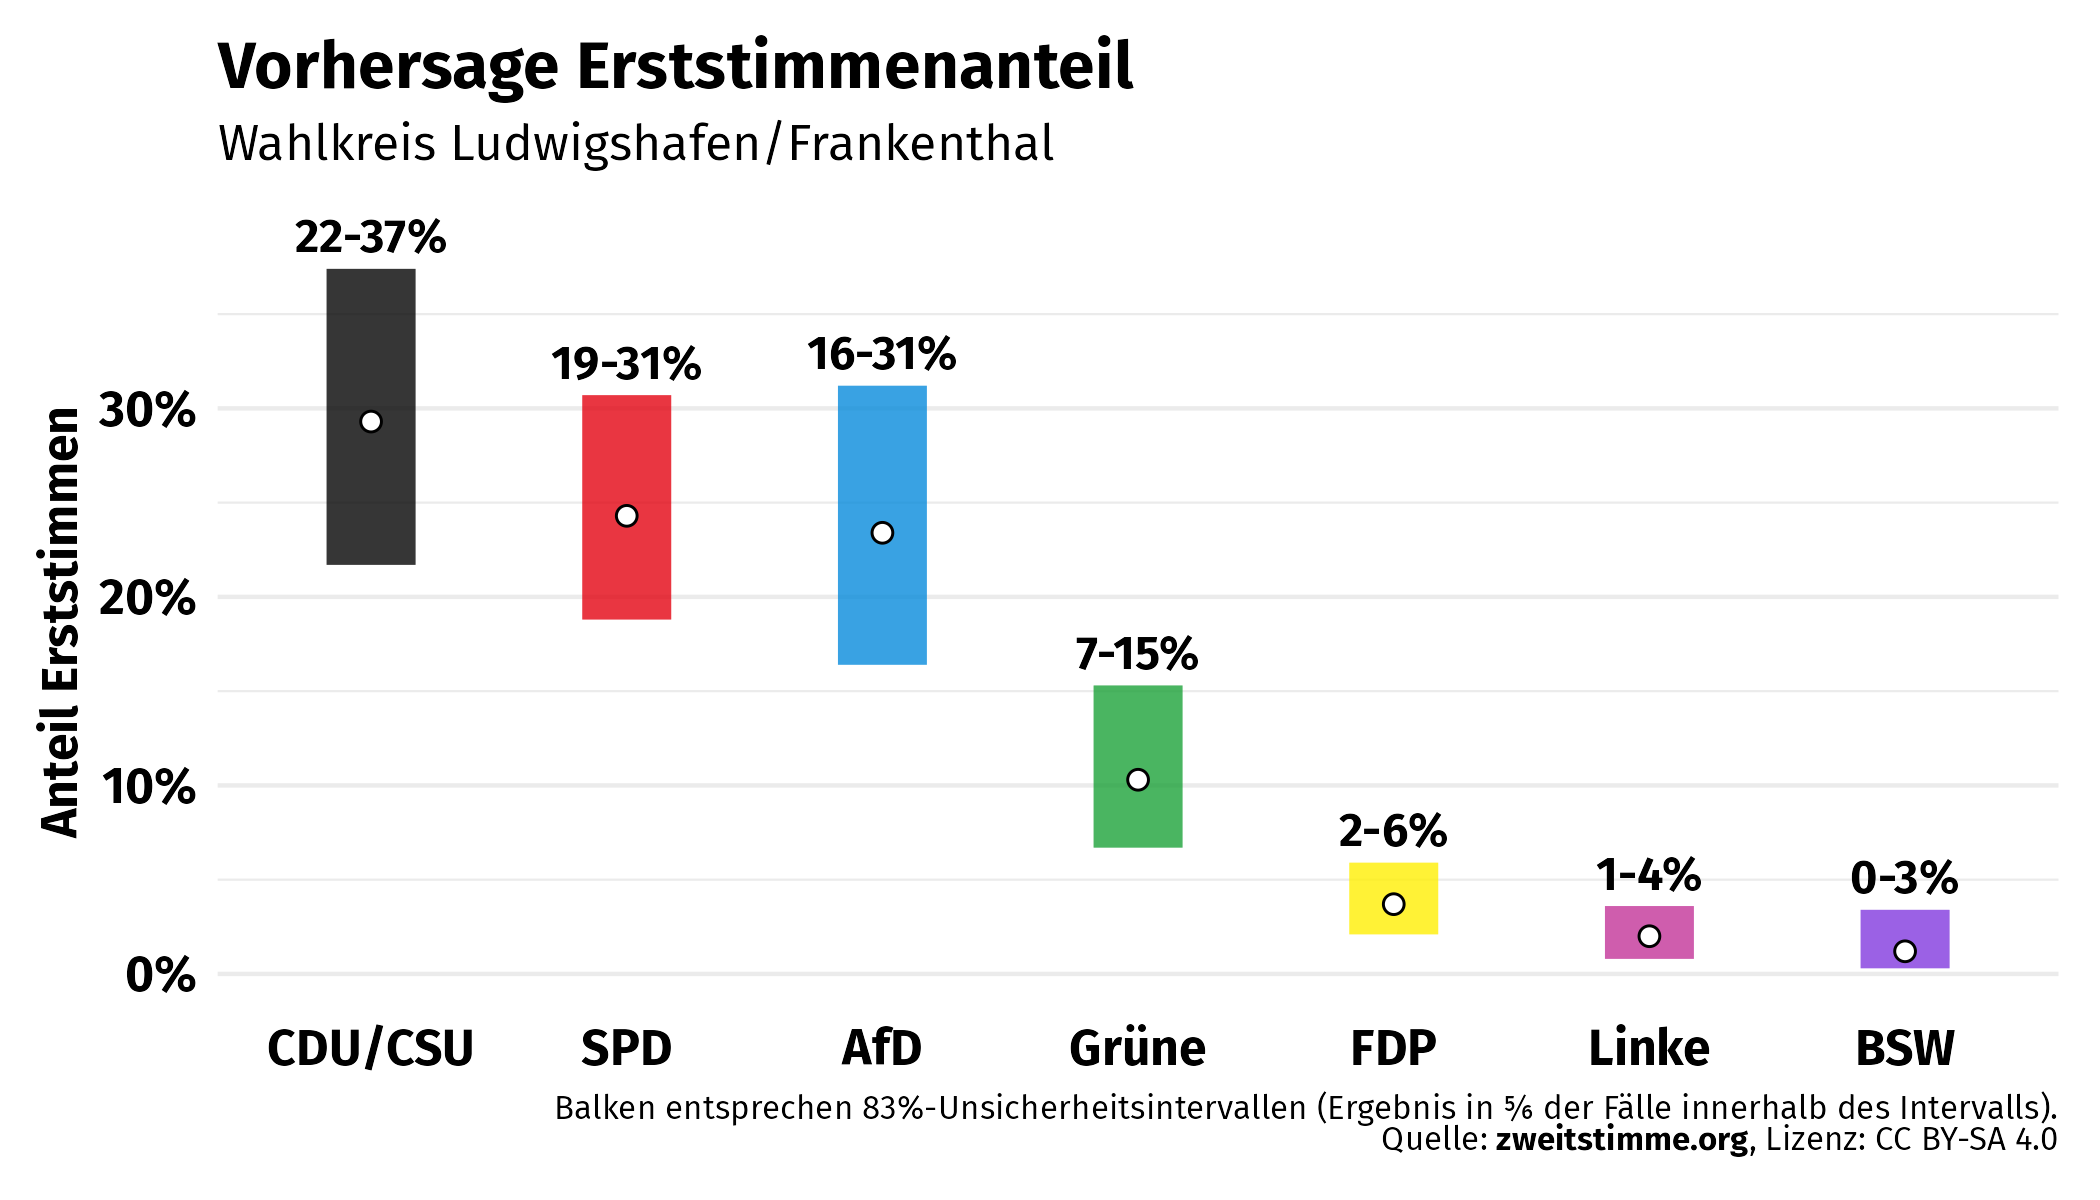 Vorhersage Erststimmenanteil
Wahlkreis Ludwigshafen/Frankenthal
22-37%
19-31%
16-31%
7-15%
2-6%
1-4%
0-3%
Anteil Erststimmen
30%
20%
10%
0%
CDU/CSU SPD AfD Grüne FDP Linke BSW
Balken entsprechen 83%-Unsicherheitsintervallen (Ergebnis in ⅚ der Fälle innerhalb des Intervalls).
Quelle: zweitstimme.org, Lizenz: CC BY-SA 4.0